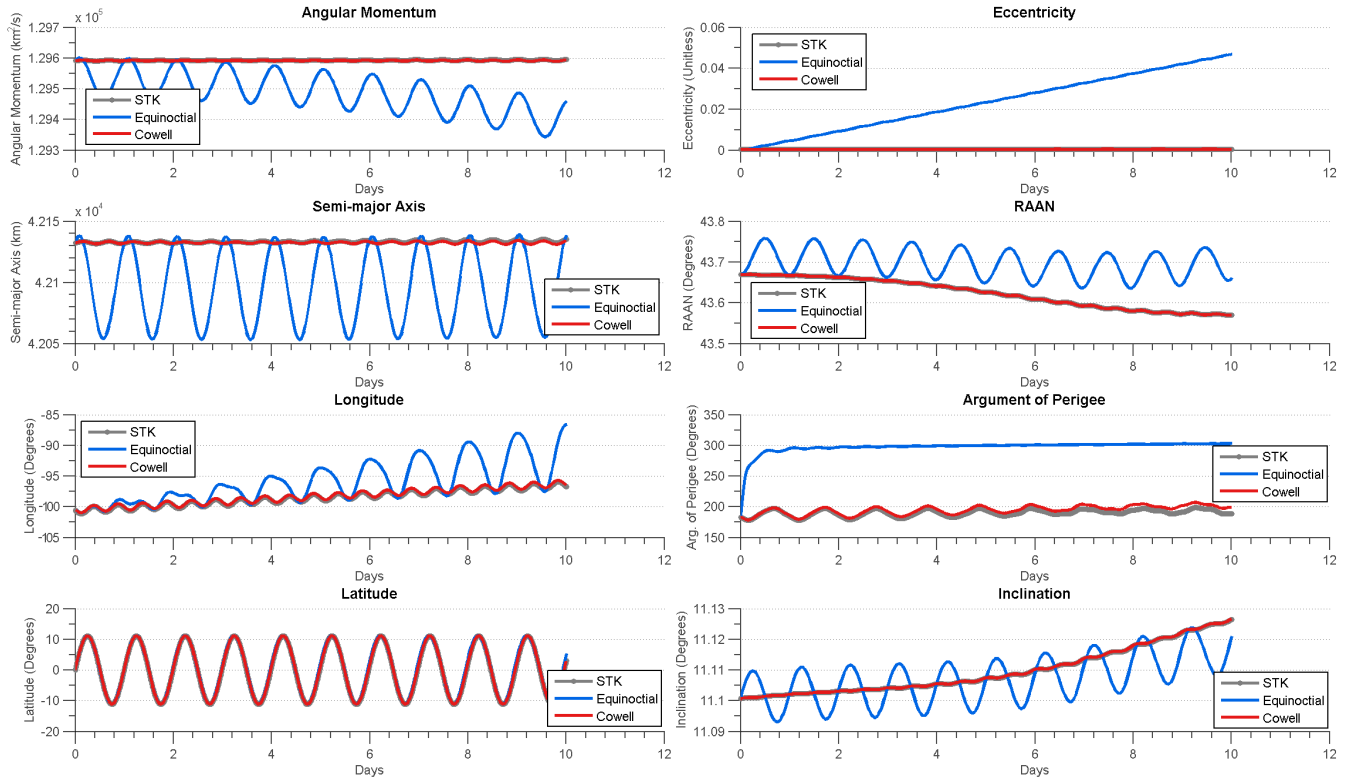 Angular Momentum
x 10^5
Angular Momentum (km^2/s)
1.297
1.296
1.295
1.294
1.293
STK
Equinoctial
Cowell
0 2 4 6 8 10 12
Days
Eccentricity
Eccentricity (Unitless)
0.06
0.04
0.02
0
STK
Equinoctial
Cowell
0 2 4 6 8 10 12
Days
Semi-major Axis
x 10^4
Semi-major Axis (km)
4.215
4.21
4.205
STK
Equinoctial
Cowell
0 2 4 6 8 10 12
Days
RAAN
RAAN (Degrees)
43.8
43.7
43.6
43.5
STK
Equinoctial
Cowell
0 2 4 6 8 10 12
Days
Longitude
Longitude (Degrees)
-85
-90
-95
-100
-105
STK
Equinoctial
Cowell
0 2 4 6 8 10 12
Days
Argument of Perigee
Arg. of Perigee (Degrees)
350
300
250
200
150
STK
Equinoctial
Cowell
0 2 4 6 8 10 12
Days
Latitude
Latitude (Degrees)
20
10
0
-10
-20
STK
Equinoctial
Cowell
0 2 4 6 8 10 12
Days
Inclination
Inclination (Degrees)
11.13
11.12
11.11
11.1
11.09
STK
Equinoctial
Cowell
0 2 4 6 8 10 12
Days